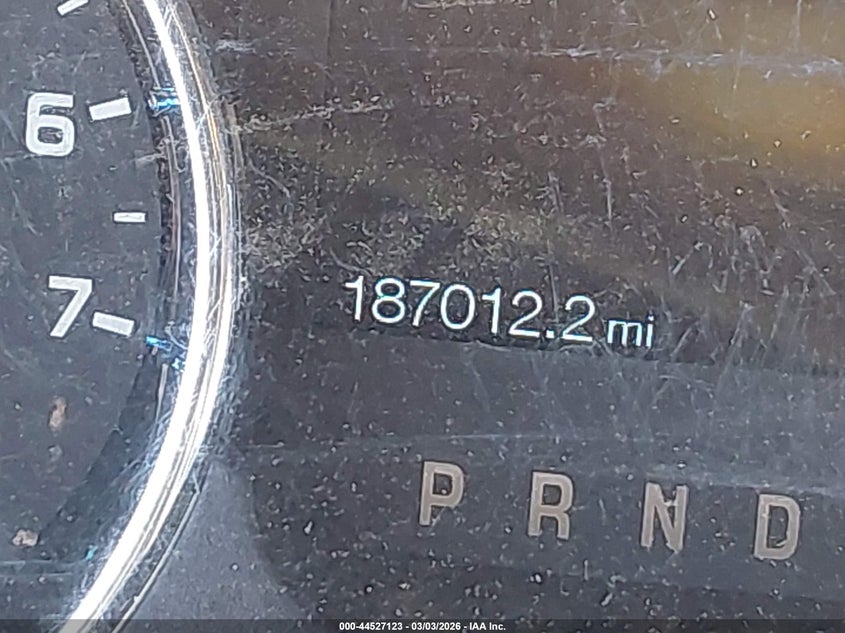 6
7
187012.2 mi
P R N D
000-44527123 - 03/03/2026 - IAA Inc.